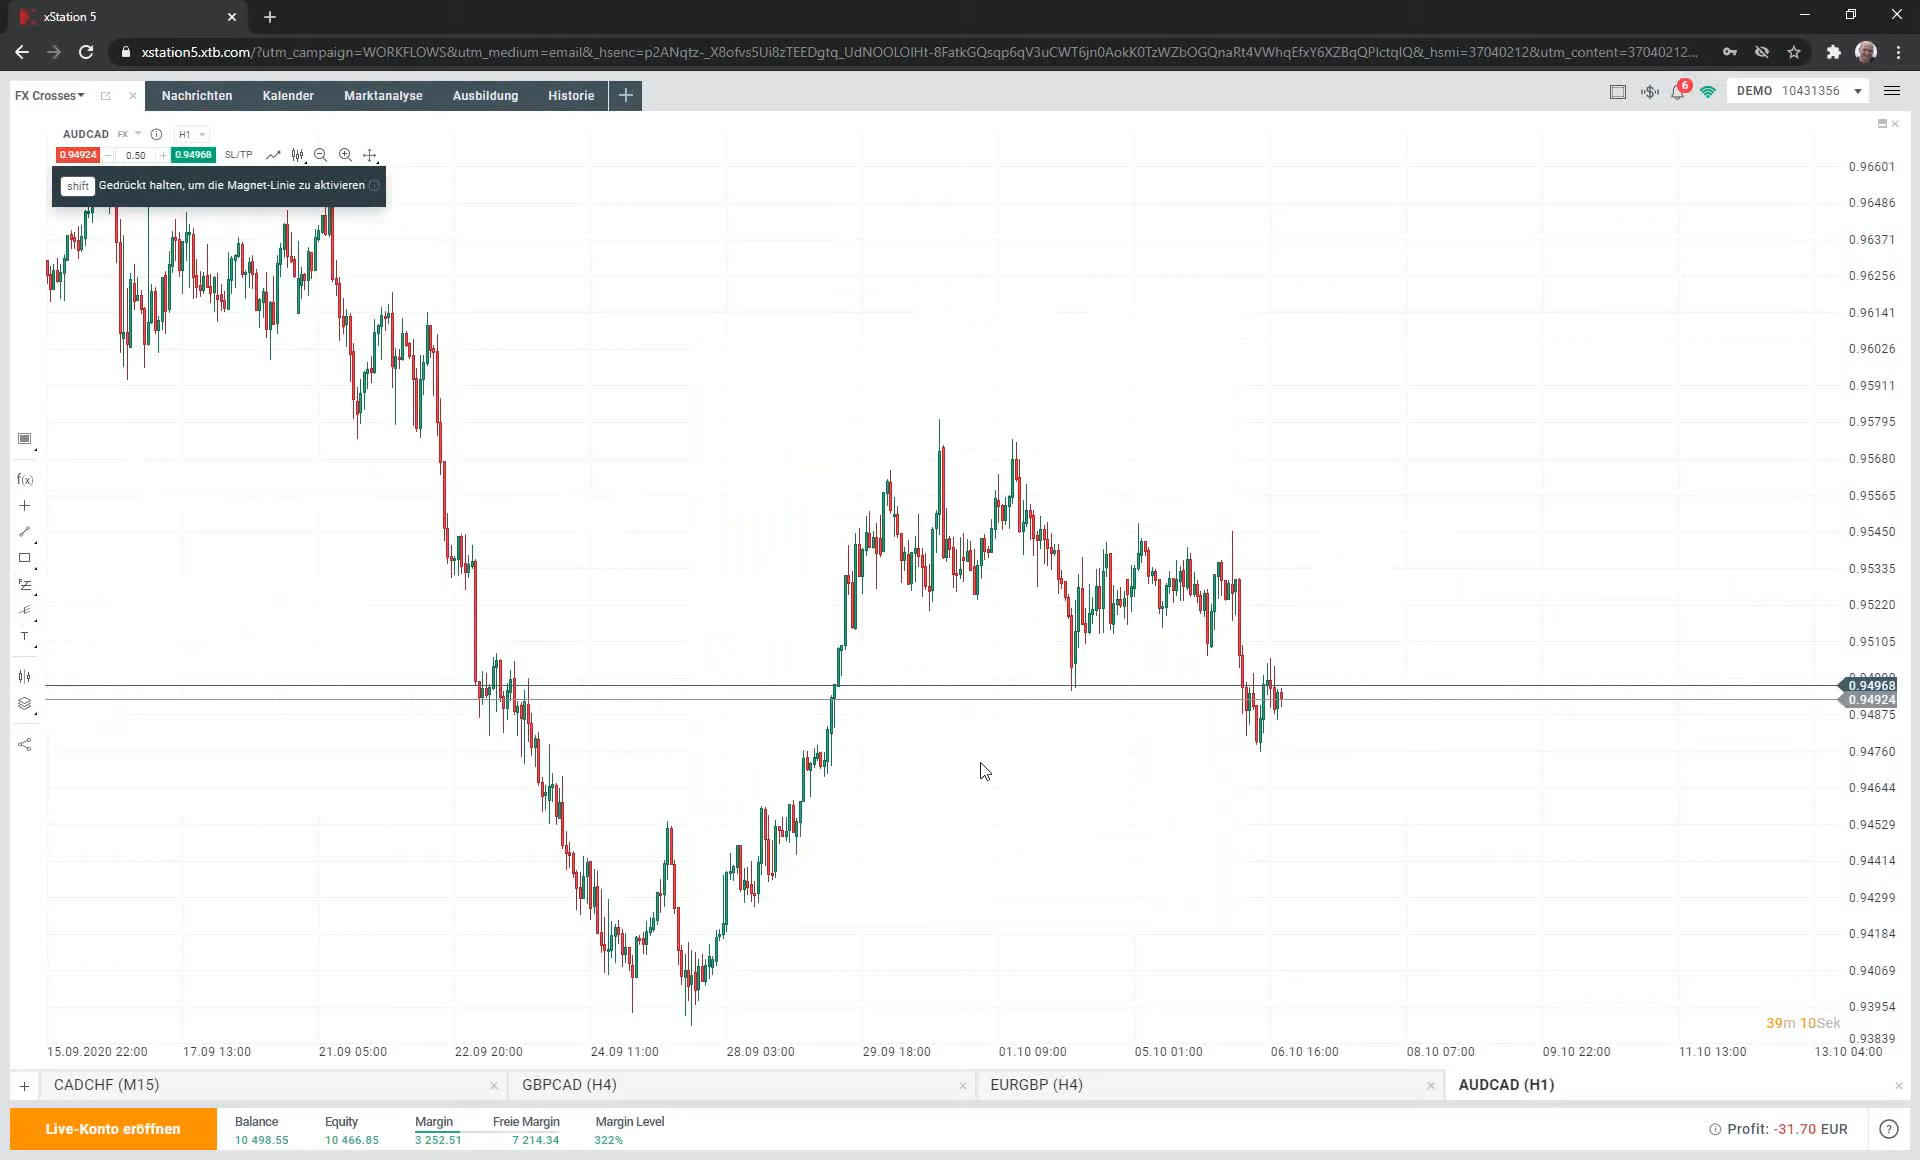 xStation 5
xstation5.xtb.com/?utm_campaign=WORKFLOWS&utm_medium=email&_hsenc=p2ANqtz-_X8ofvs5Ui8zTEEDgtq_UdNOOLOIHt-8FatkGQsqp6qV3uCWT6jn0AokK0TzWZbOGQnaRt4VWhqEfxY6XZBqQPlctqIQ&_hsmi=37040212&utm_content=37040212...
FX Crosses
Nachrichten
Kalender
Marktanalyse
Ausbildung
Historie
6
DEMO 10431356
AUDCAD FX H1
0.94924 0.50 0.94968 SL/TP
shift Gedrückt halten, um die Magnet-Linie zu aktivieren
f(x)
T
0.96601
0.96486
0.96371
0.96256
0.96141
0.96026
0.95911
0.95795
0.95680
0.95565
0.95450
0.95335
0.95220
0.95105
0.94968
0.94924
0.94875
0.94760
0.94644
0.94529
0.94414
0.94299
0.94184
0.94069
0.93954
0.93839
39m 10Sek
15.09.2020 22:00
17.09 13:00
21.09 05:00
22.09 20:00
24.09 11:00
28.09 03:00
29.09 18:00
01.10 09:00
05.10 01:00
06.10 16:00
08.10 07:00
09.10 22:00
11.10 13:00
13.10 04:00
CADCHF (M15)
GBPCAD (H4)
EURGBP (H4)
AUDCAD (H1)
Live-Konto eröffnen
Balance
10 498.55
Equity
10 466.85
Margin
3 252.51
Freie Margin
7 214.34
Margin Level
322%
Profit: -31.70 EUR